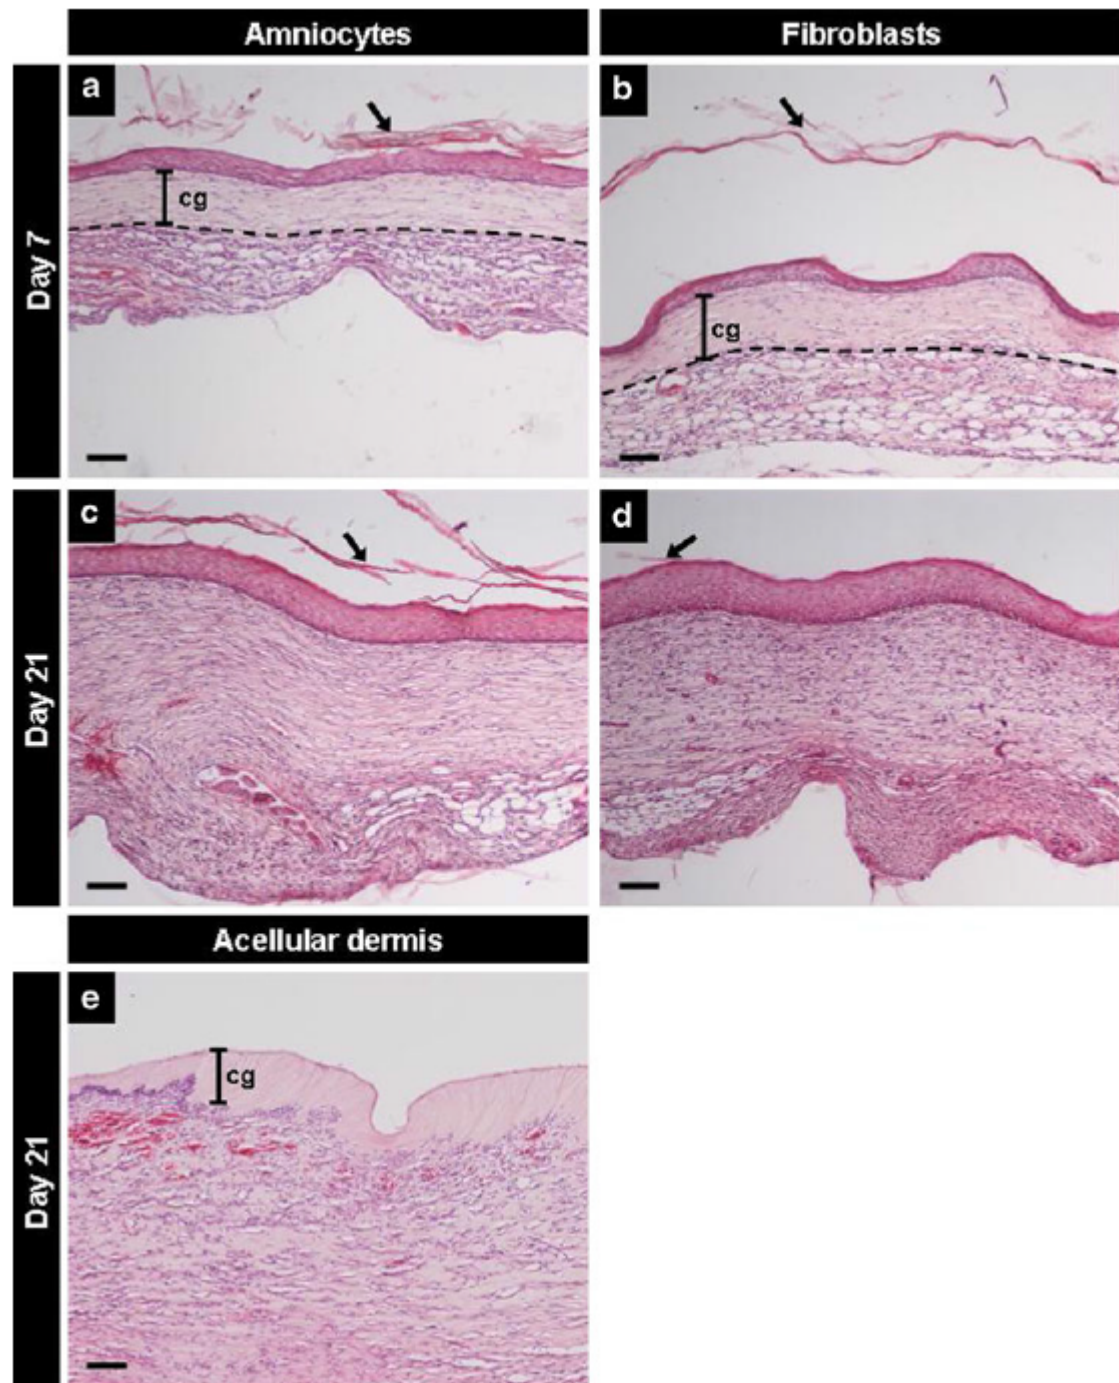 Amniocytes
Fibroblasts
Day 7
a
cg
b
cg
Day 21
c
d
Acellular dermis
Day 21
e
cg